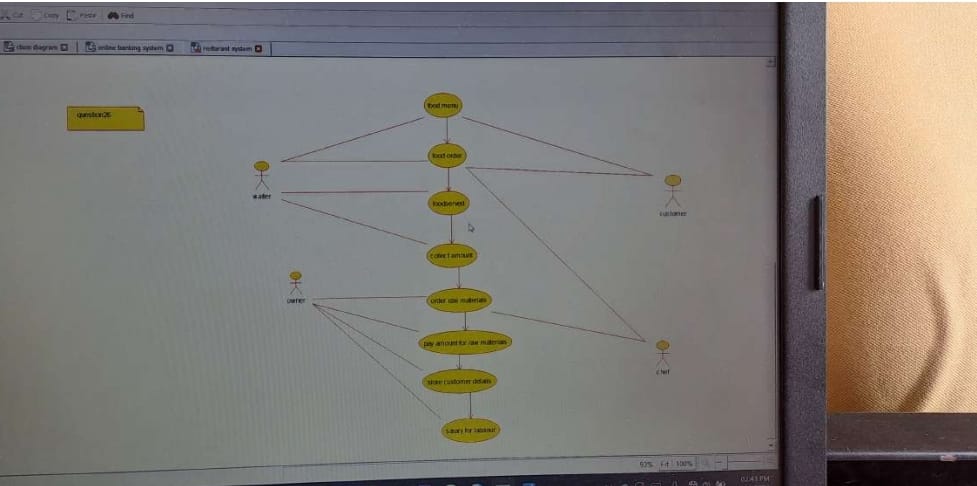 Cut Copy Paste Find
class diagram online banking system
question26
food menu
food order
waiter
foodserved
customer
collect amount
owner
order raw materials
pay amount for raw materials
chef
store customer details
salary for labour
93% Fit 100%
02:43 PM